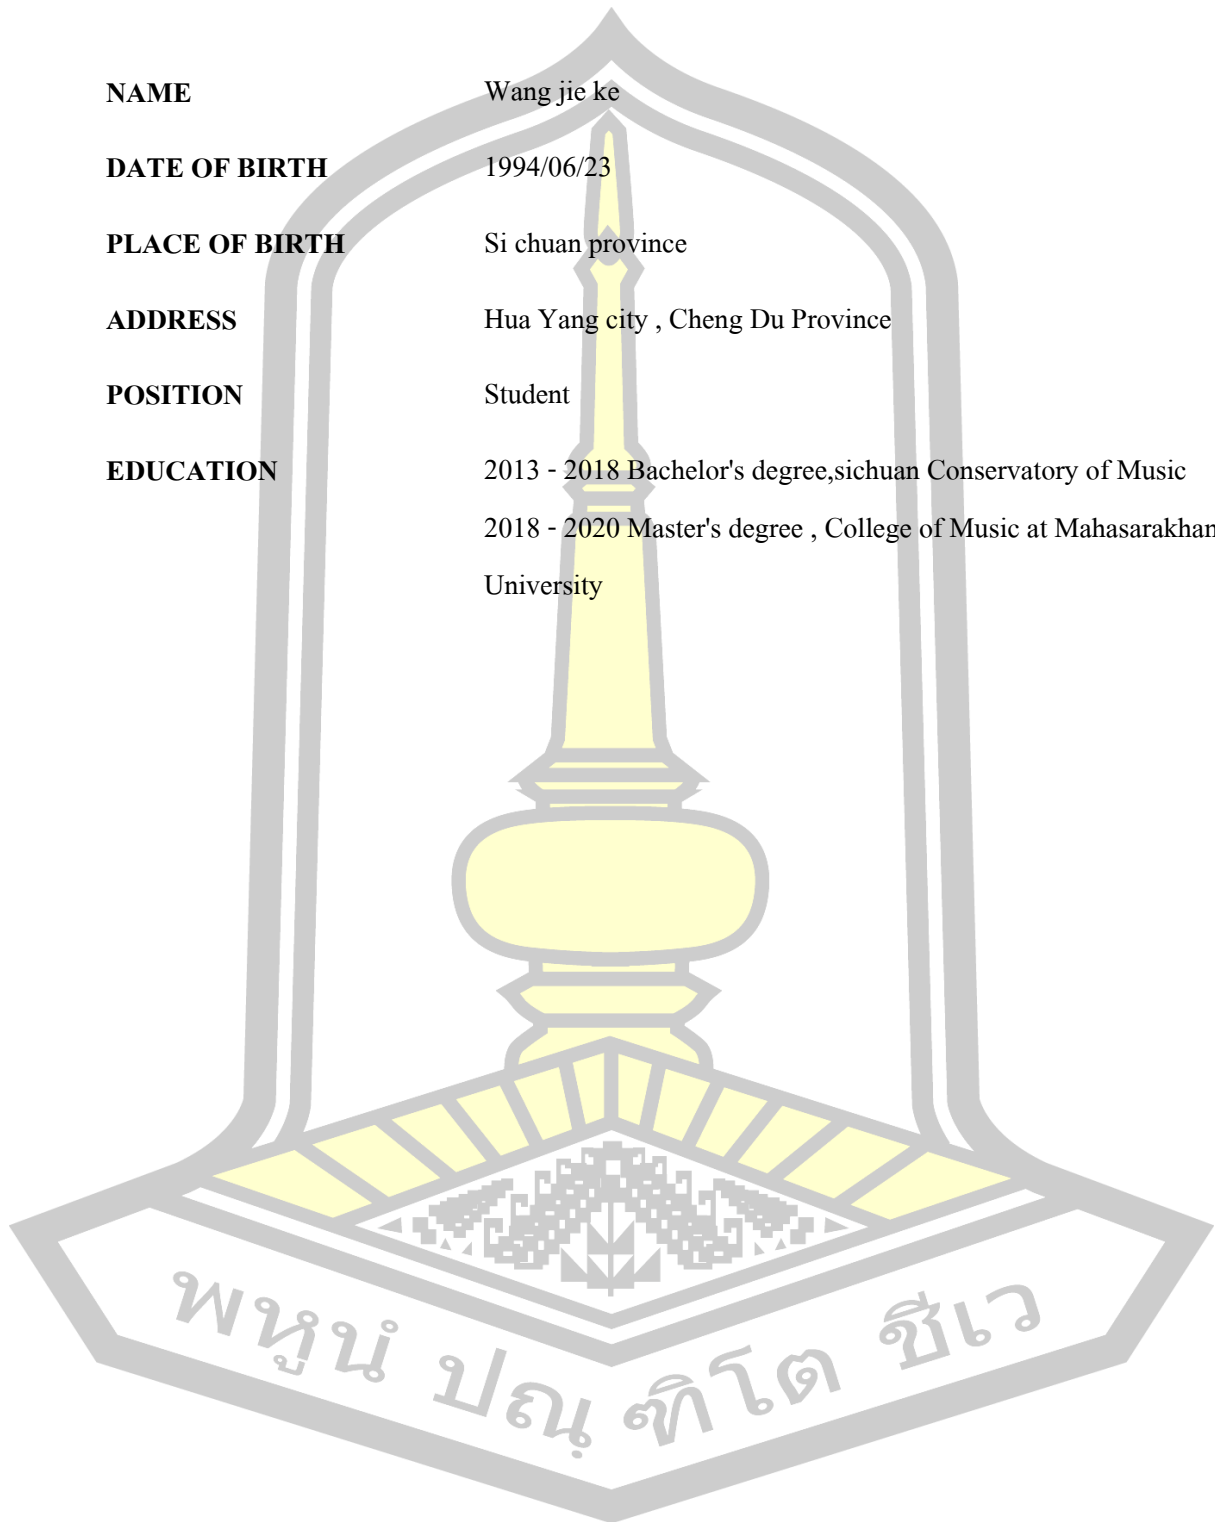 NAME Wang jie ke
DATE OF BIRTH 1994/06/23
PLACE OF BIRTH Si chuan province
ADDRESS Hua Yang city , Cheng Du Province
POSITION Student
EDUCATION 2013 - 2018 Bachelor's degree,sichuan Conservatory of Music
2018 - 2020 Master's degree , College of Music at Mahasarakhan
University
พหูนํ ปณฺ ฑิโต ชีเว